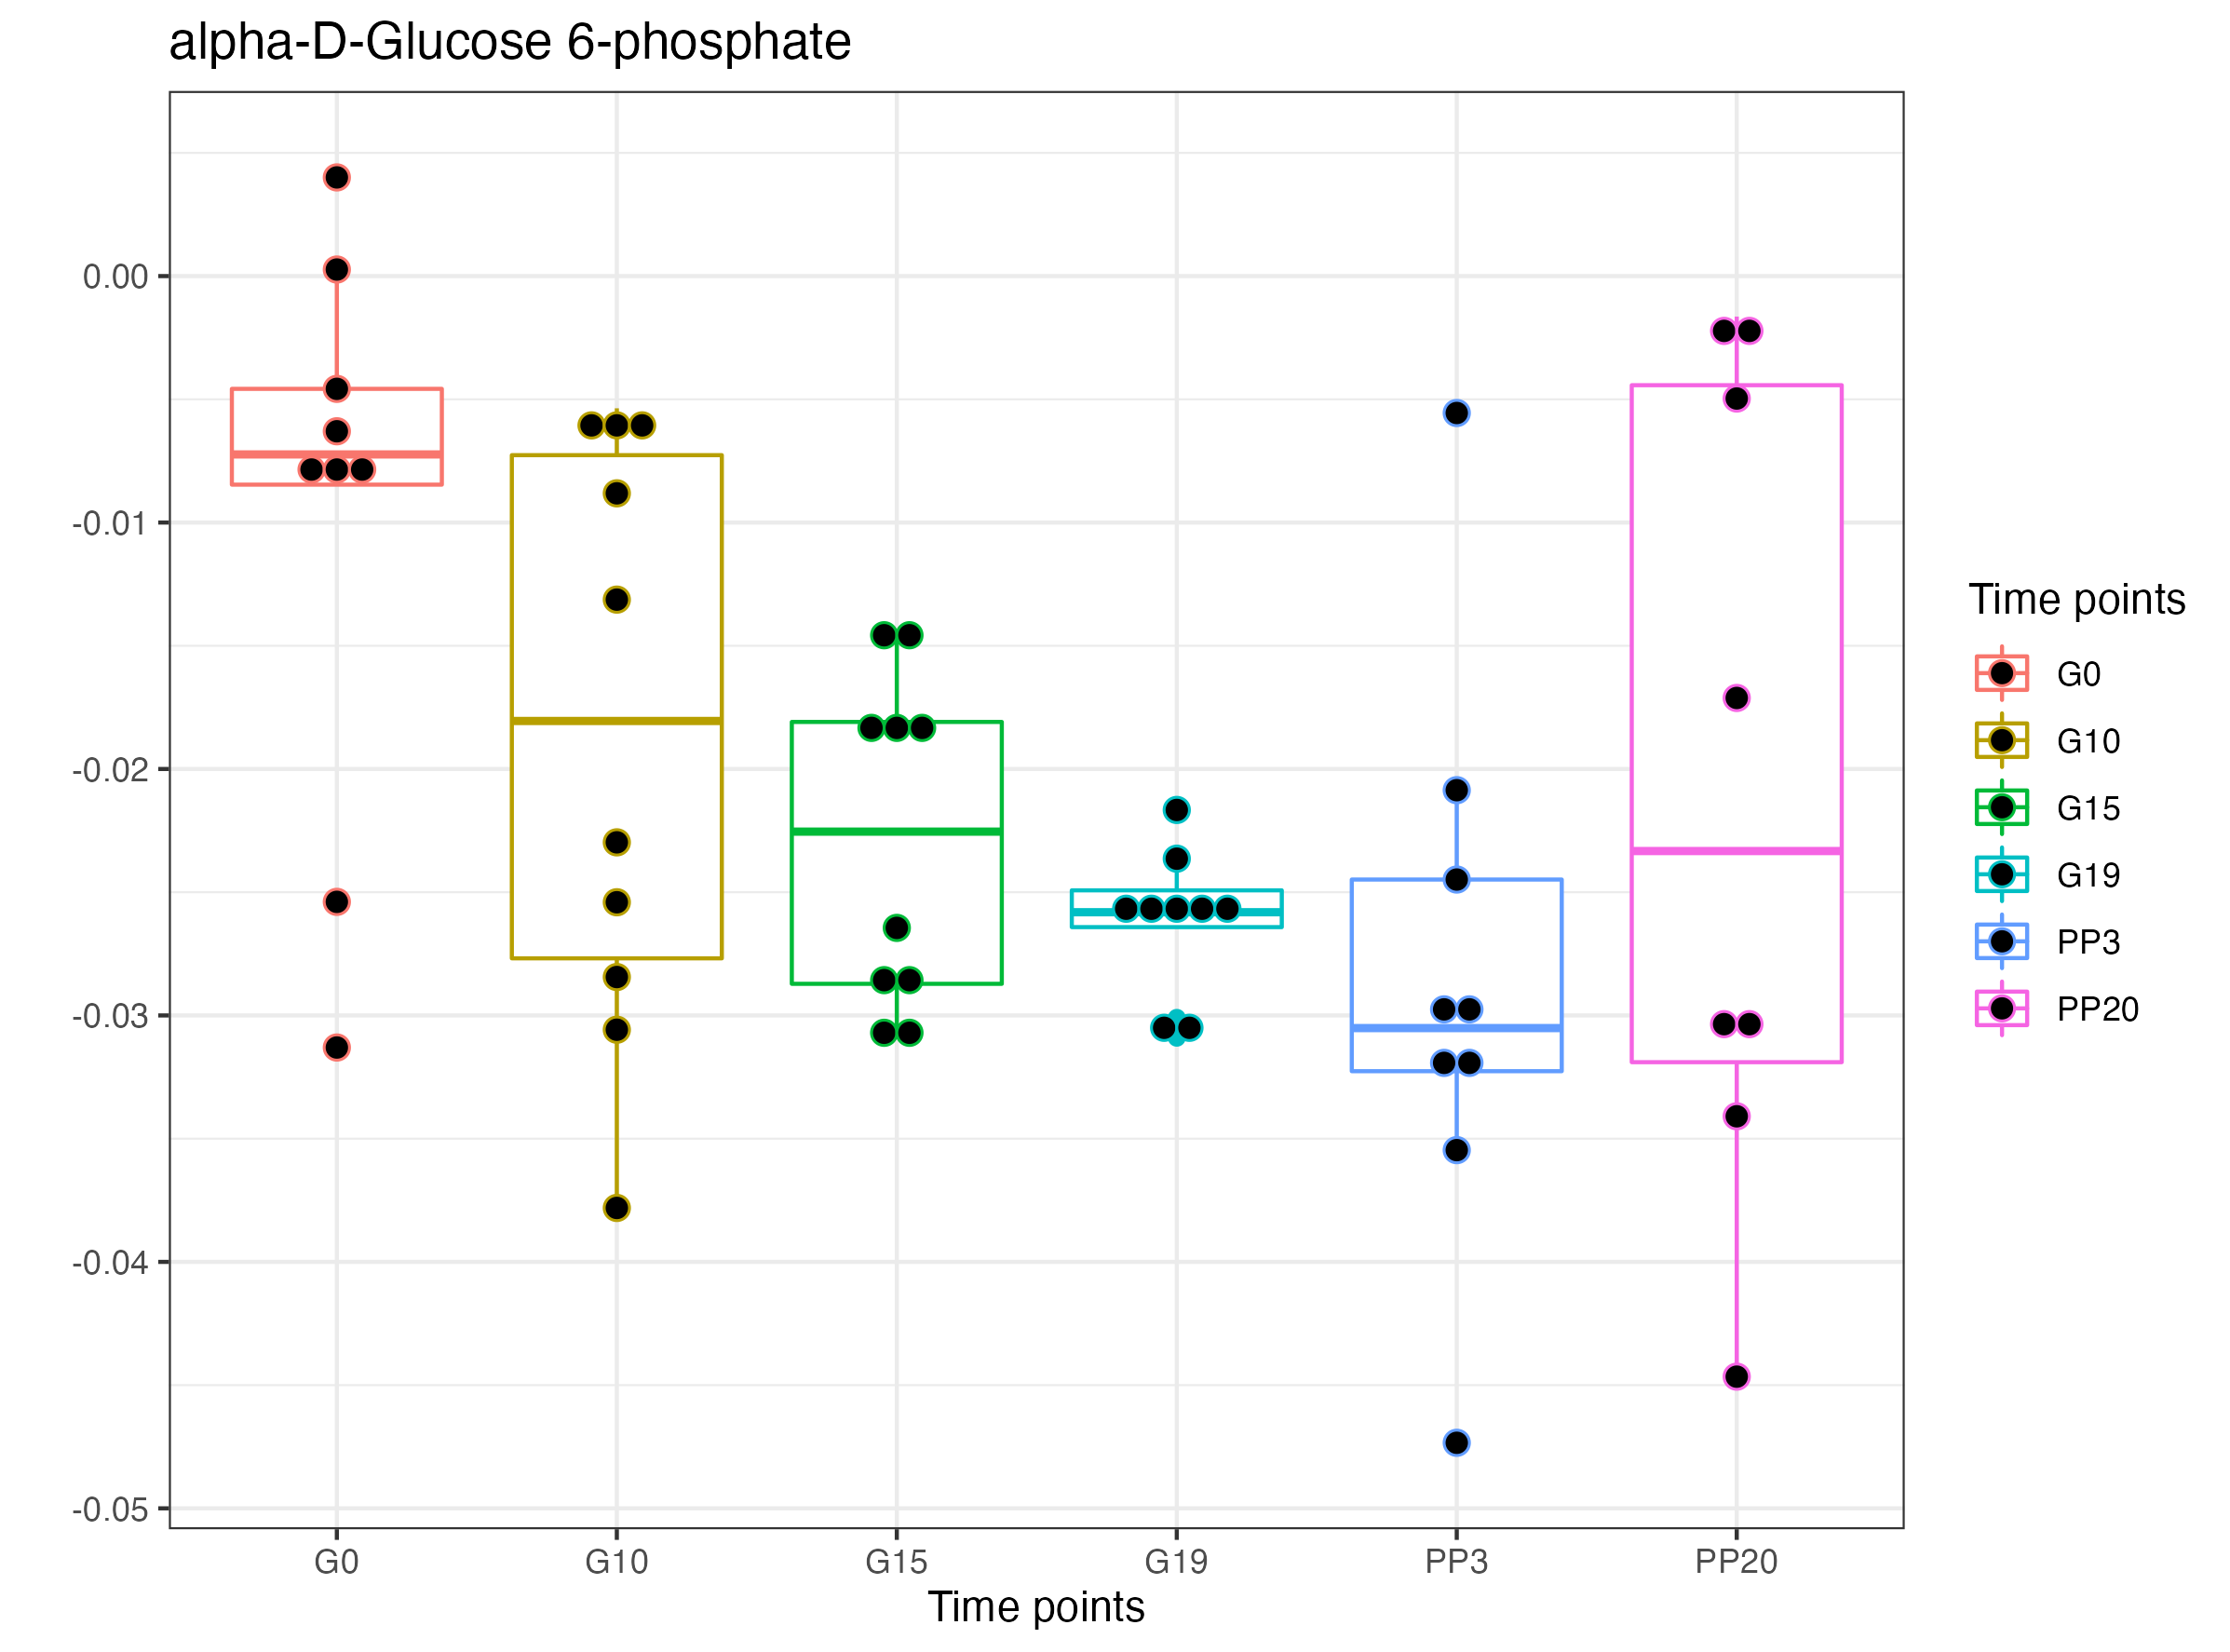 alpha-D-Glucose 6-phosphate
0.00
-0.01
-0.02
-0.03
-0.04
-0.05
G0 G10 G15 G19 PP3 PP20
Time points
Time points
G0
G10
G15
G19
PP3
PP20